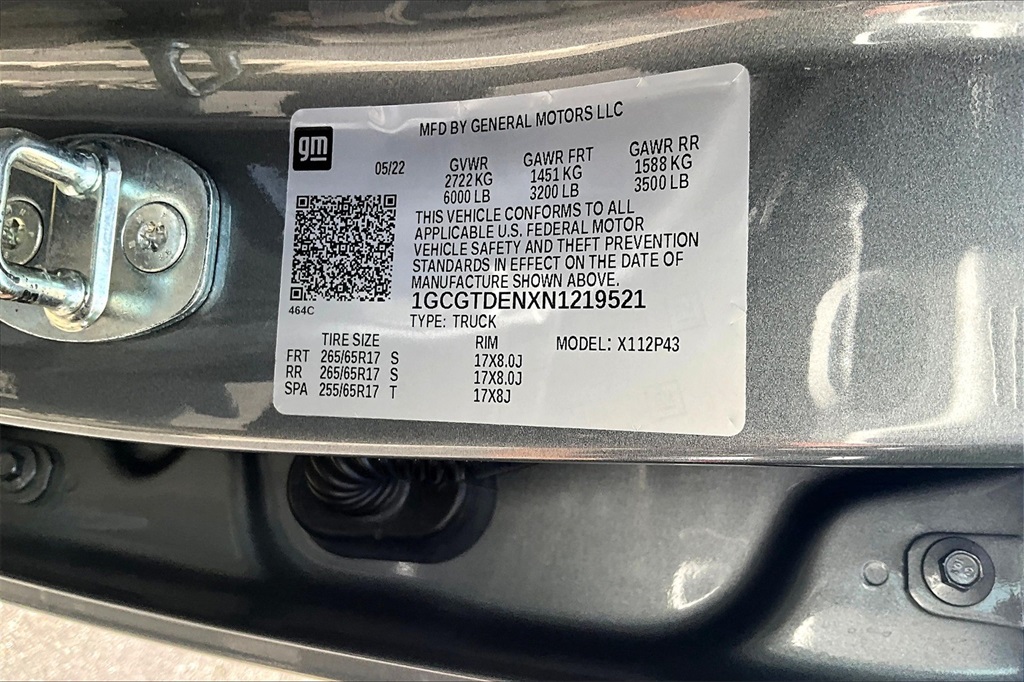 MFD BY GENERAL MOTORS LLC
gm
05/22 GVWR GAWR FRT GAWR RR
2722 KG 1451 KG 1588 KG
6000 LB 3200 LB 3500 LB
THIS VEHICLE CONFORMS TO ALL
APPLICABLE U.S. FEDERAL MOTOR
VEHICLE SAFETY AND THEFT PREVENTION
STANDARDS IN EFFECT ON THE DATE OF
MANUFACTURE SHOWN ABOVE.
1GCGTDENXN1219521
464C
TYPE: TRUCK
TIRE SIZE RIM MODEL: X112P43
FRT 265/65R17 S 17X8.0J
RR 265/65R17 S 17X8.0J
SPA 255/65R17 T 17X8J